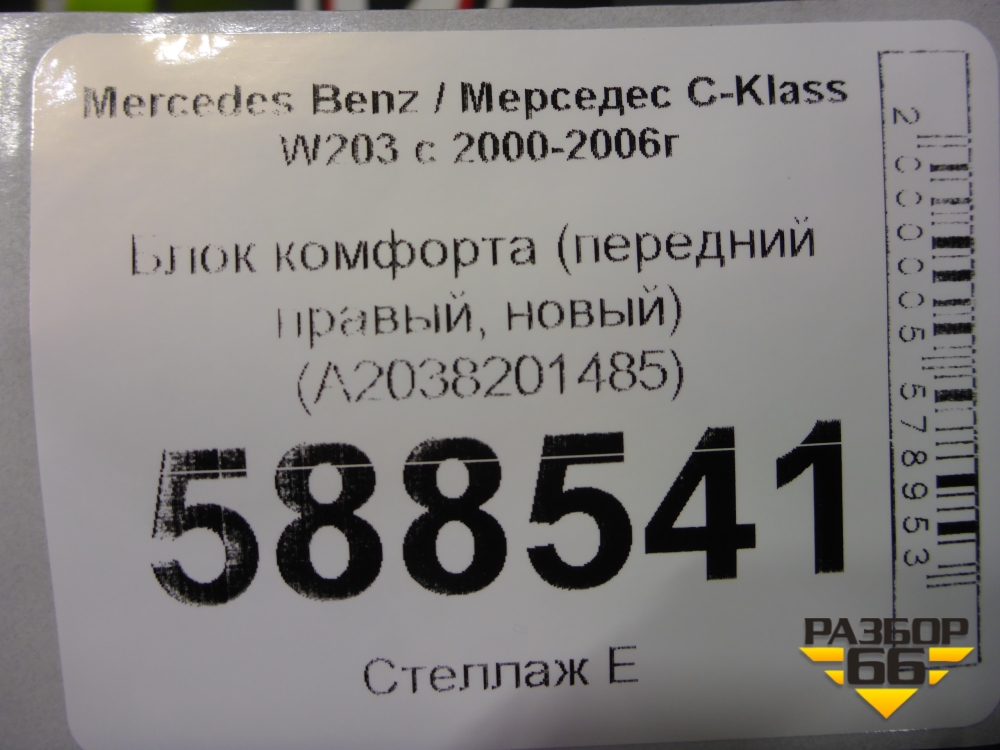 Mercedes Benz / Мерседес C-Klass
W203 с 2000-2006г
Блок комфорта (передний
правый, новый)
(A2038201485)
588541
Стеллаж Е
2000005578953
РАЗБОР
66